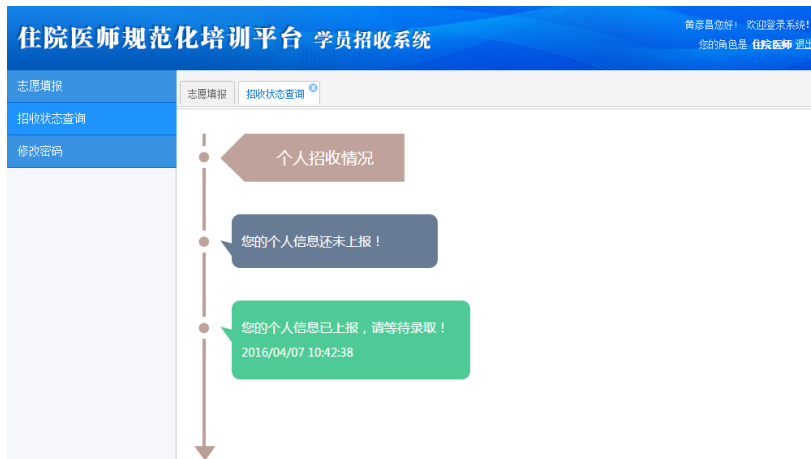 住院医师规范化培训平台 学员招收系统
黄彦昌您好! 欢迎登录系统!
您的角色是 住院医师 退出
志愿填报
招收状态查询
修改密码
志愿填报 招收状态查询
个人招收情况
您的个人信息还未上报!
您的个人信息已上报,请等待录取!
2016/04/07 10:42:38